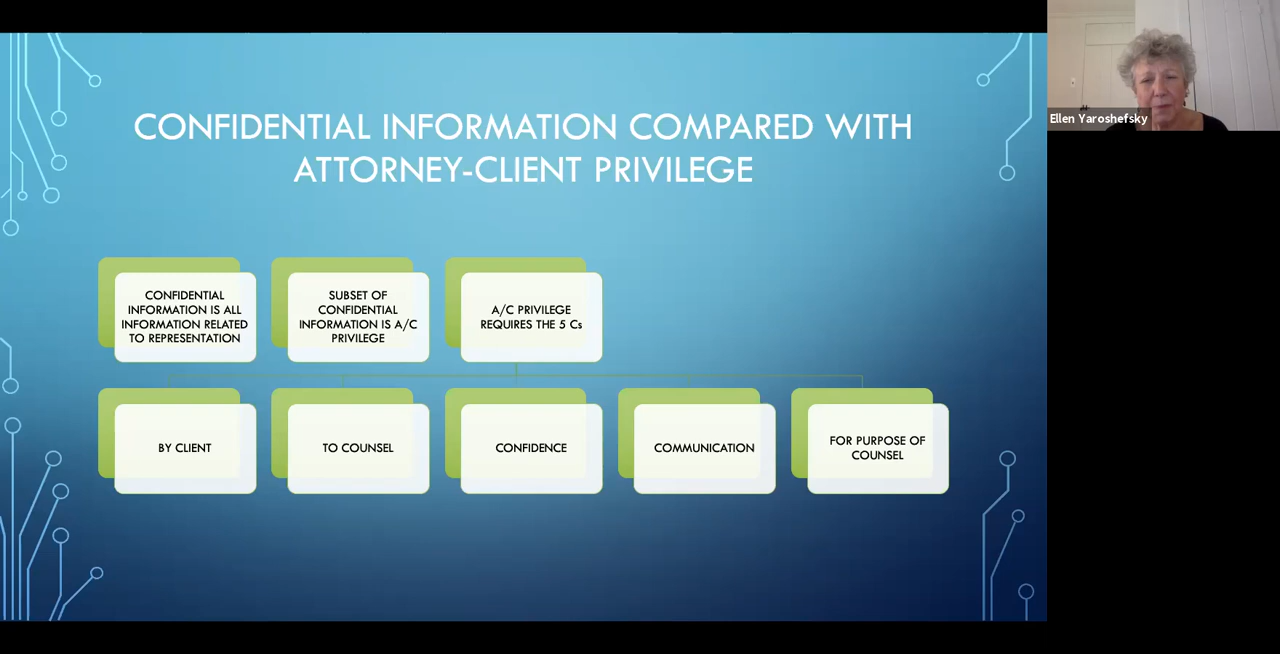 CONFIDENTIAL INFORMATION COMPARED WITH
ATTORNEY-CLIENT PRIVILEGE
CONFIDENTIAL
INFORMATION IS ALL
INFORMATION RELATED
TO REPRESENTATION
SUBSET OF
CONFIDENTIAL
INFORMATION IS A/C
PRIVILEGE
A/C PRIVILEGE
REQUIRES THE 5 Cs
BY CLIENT
TO COUNSEL
CONFIDENCE
COMMUNICATION
FOR PURPOSE OF
COUNSEL
Ellen Yaroshefsky